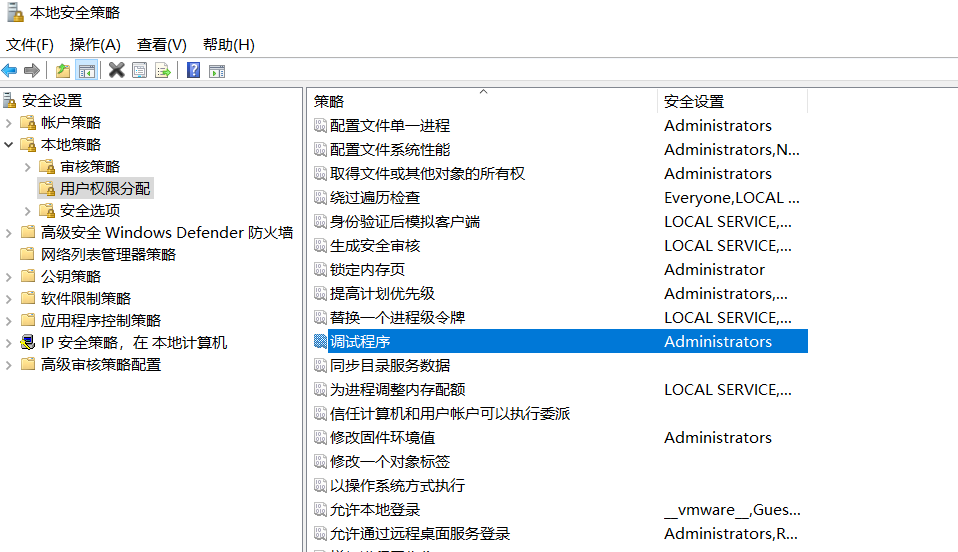 本地安全策略
文件(F) 操作(A) 查看(V) 帮助(H)
安全设置
帐户策略
本地策略
审核策略
用户权限分配
安全选项
高级安全 Windows Defender 防火墙
网络列表管理器策略
公钥策略
软件限制策略
应用程序控制策略
IP 安全策略，在 本地计算机
高级审核策略配置
策略 安全设置
配置文件单一进程 Administrators
配置文件系统性能 Administrators,N...
取得文件或其他对象的所有权 Administrators
绕过遍历检查 Everyone,LOCAL ...
身份验证后模拟客户端 LOCAL SERVICE,...
生成安全审核 LOCAL SERVICE,...
锁定内存页 Administrator
提高计划优先级 Administrators,...
替换一个进程级令牌 LOCAL SERVICE,...
调试程序 Administrators
同步目录服务数据
为进程调整内存配额 LOCAL SERVICE,...
信任计算机和用户帐户可以执行委派
修改固件环境值 Administrators
修改一个对象标签
以操作系统方式执行
允许本地登录 __vmware__,Gues...
允许通过远程桌面服务登录 Administrators,R...